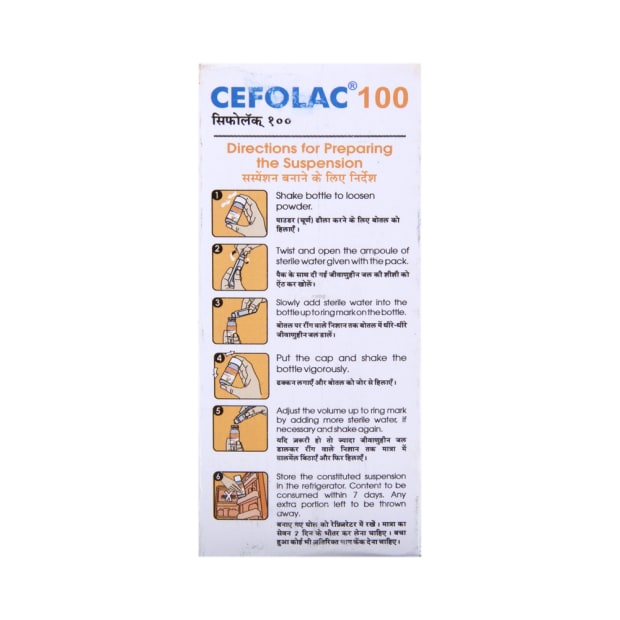 CEFOLAC® 100
सिफोलॅक् १००
Directions for Preparing
the Suspension
सस्पेंशन बनाने के लिए निर्देश
1
Shake bottle to loosen
powder.
पाउडर (चूर्ण) ढीला करने के लिए बोतल को
हिलाएँ।
2
Twist and open the ampoule of
sterile water given with the pack.
पैक के साथ दी गई जीवाणुहीन जल की शीशी को
ऐंठ कर खोलें।
3
Slowly add sterile water into the
bottle up to ring mark on the bottle.
बोतल पर रींग वाले निशान तक बोतल में धीरे-धीरे
जीवाणुहीन जल डालें।
4
Put the cap and shake the
bottle vigorously.
ढक्कन लगाएँ और बोतल को जोर से हिलाएँ।
5
Adjust the volume up to ring mark
by adding more sterile water, if
necessary and shake again.
यदि ज़रूरी हो तो ज्यादा जीवाणुहीन जल
डालकर रींग वाले निशान तक मात्रा में
तालमेल बिठाएँ और फिर हिलाएँ।
6
Store the constituted suspension
in the refrigerator. Content to be
consumed within 7 days. Any
extra portion left to be thrown
away.
बनाए गए घोल को रेफ्रिजरेटर में रखें। मात्रा का
सेवन 7 दिन के भीतर कर लेना चाहिए। बचा
हुआ कोई भी अतिरिक्त भाग फेंक देना चाहिए।